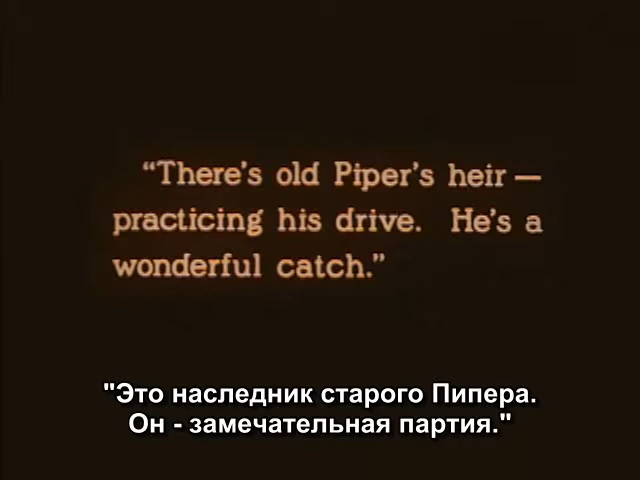 “There's old Piper's heir —
practicing his drive. He's a
wonderful catch.”
"Это наследник старого Пипера.
Он - замечательная партия."